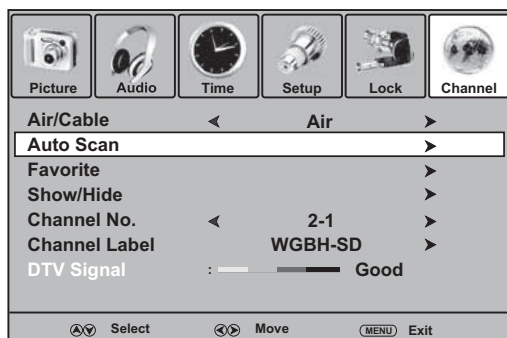 Picture Audio Time Setup Lock Channel
Air/Cable Air
Auto Scan
Favorite
Show/Hide
Channel No. 2-1
Channel Label WGBH-SD
DTV Signal : Good
Select Move MENU Exit